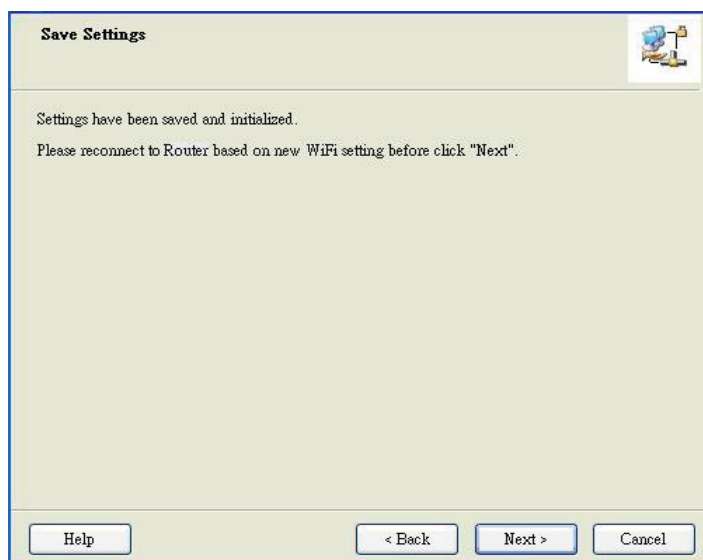 Save Settings
Settings have been saved and initialized.
Please reconnect to Router based on new WiFi setting before click "Next".
Help
< Back
Next >
Cancel